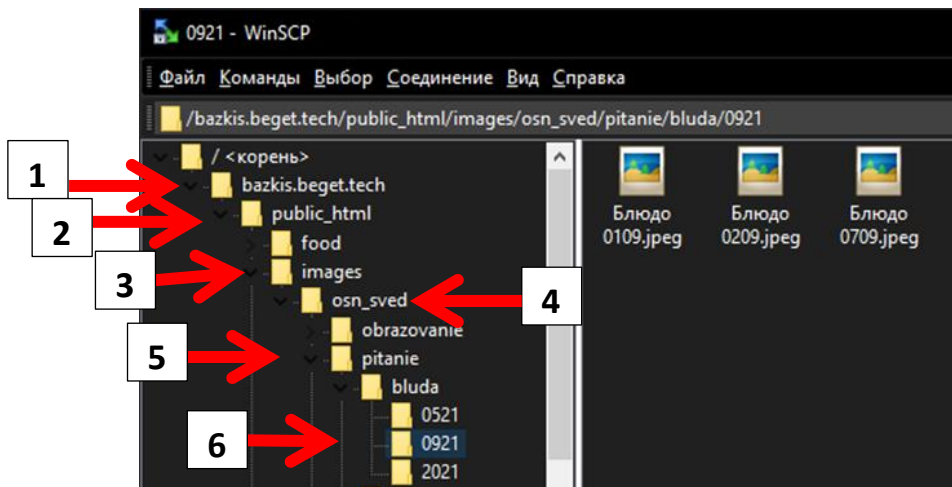 0921 - WinSCP
Файл Команды Выбор Соединение Вид Справка
/bazkis.beget.tech/public_html/images/osn_sved/pitanie/bluda/0921
/ <корень>
1
bazkis.beget.tech
2
public_html
food
3
images
osn_sved
4
obrazovanie
5
pitanie
bluda
0521
6
0921
2021
Блюдо
0109.jpeg
Блюдо
0209.jpeg
Блюдо
0709.jpeg